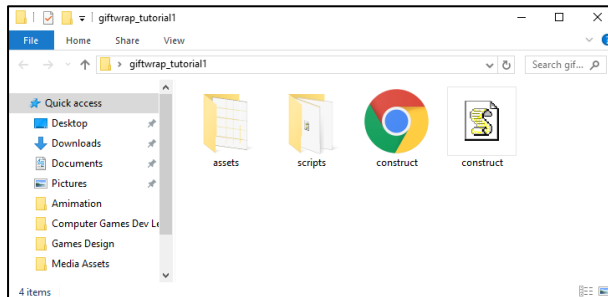 giftwrap_tutorial1
File Home Share View
giftwrap_tutorial1
Search gif...
Quick access
Desktop
Downloads
Documents
Pictures
Amimation
Computer Games Dev Le
Games Design
Media Assets
assets scripts construct construct
4 items